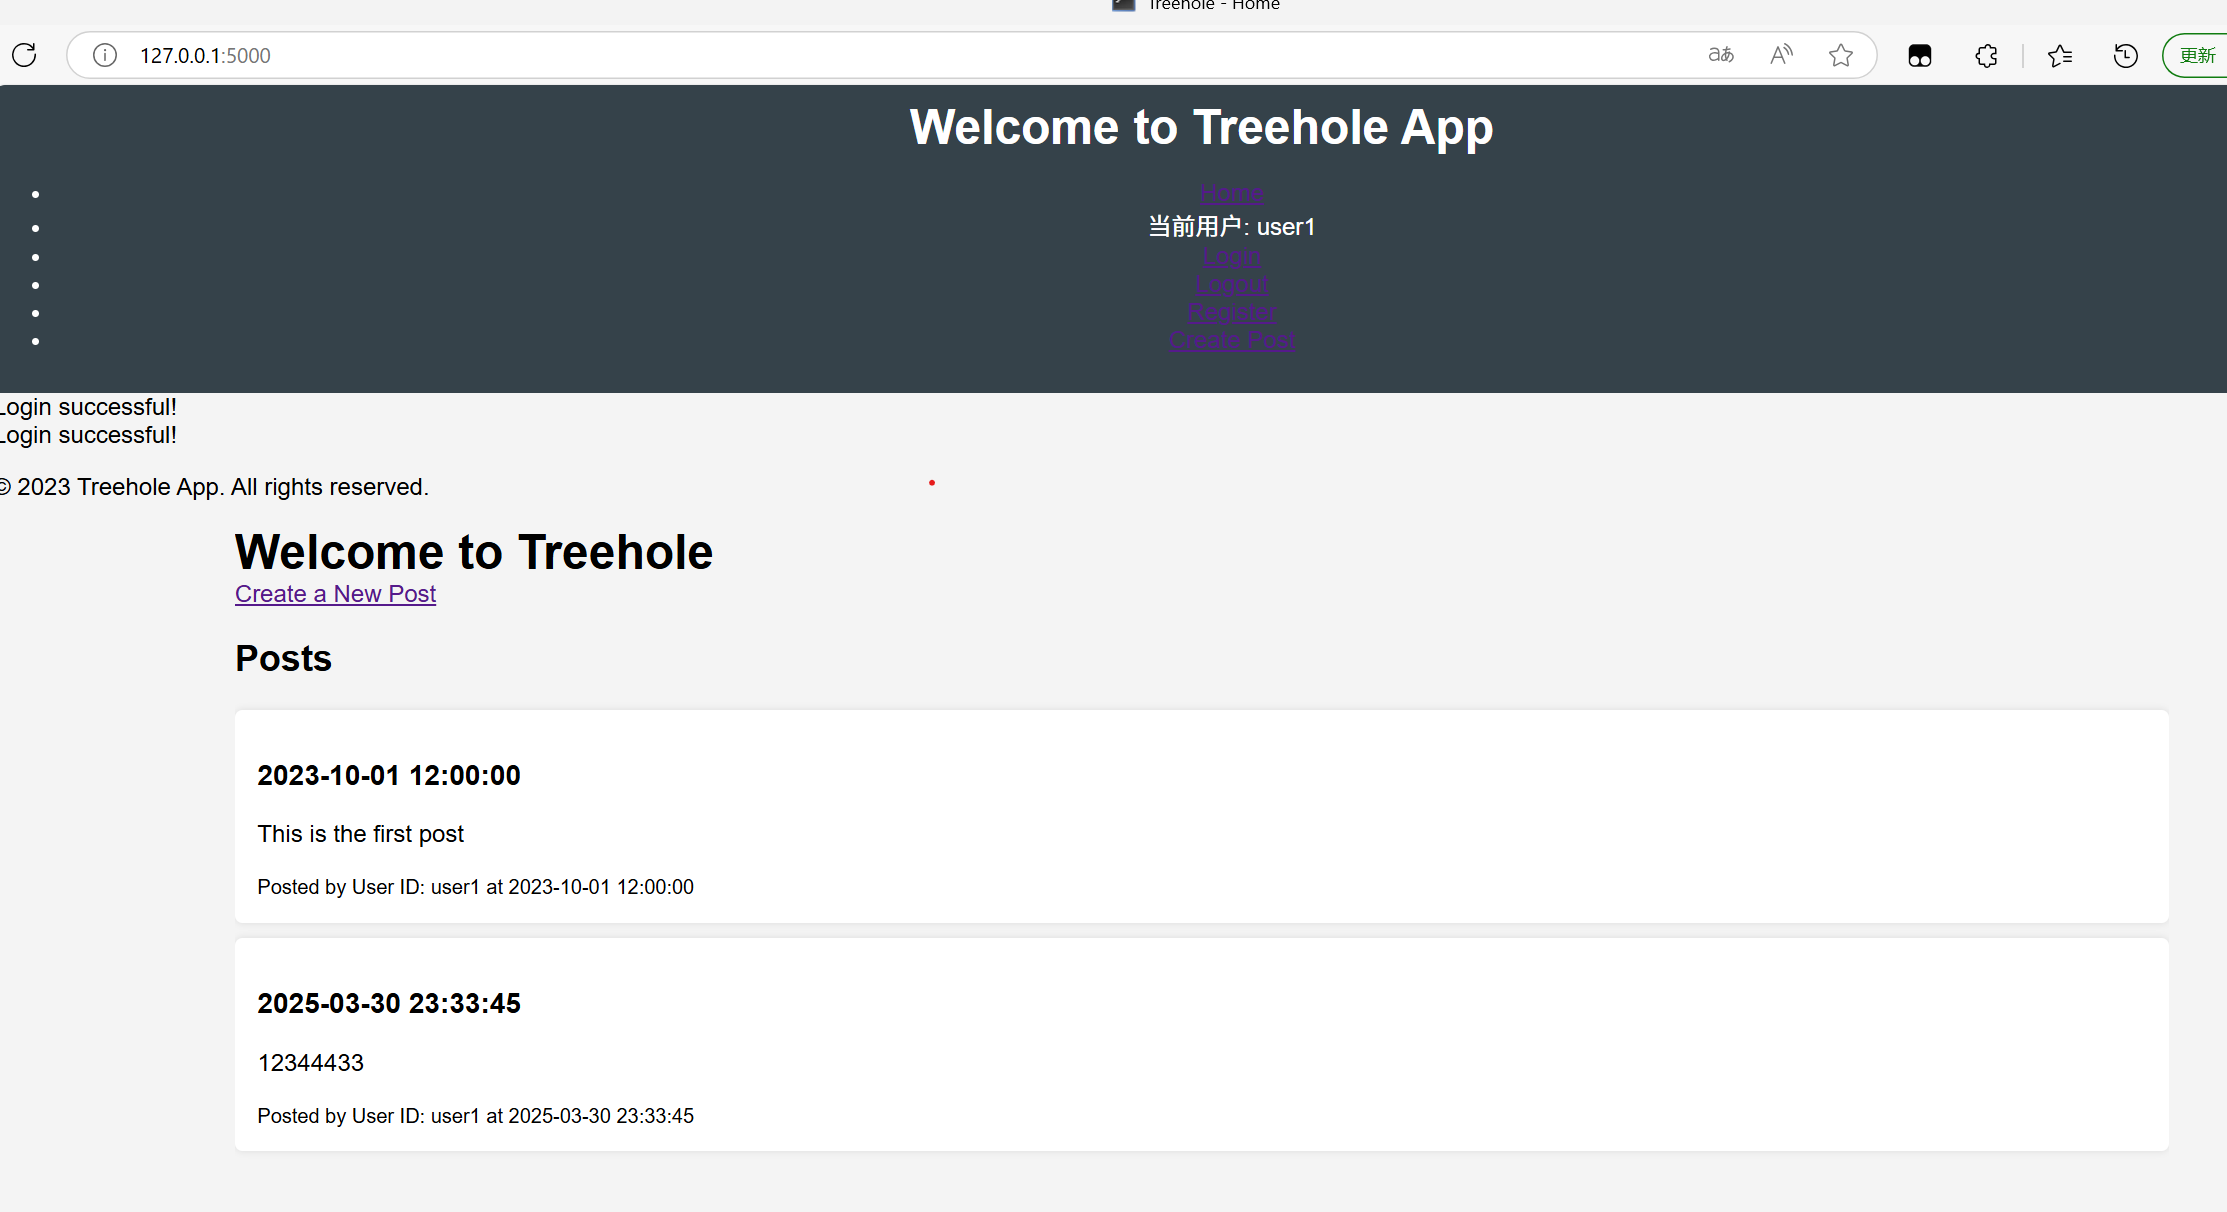 Treehole - Home
127.0.0.1:5000
更新
Welcome to Treehole App
Home
当前用户: user1
Login
Logout
Register
Create Post
Login successful!
Login successful!
© 2023 Treehole App. All rights reserved.
Welcome to Treehole
Create a New Post
Posts
2023-10-01 12:00:00
This is the first post
Posted by User ID: user1 at 2023-10-01 12:00:00
2025-03-30 23:33:45
12344433
Posted by User ID: user1 at 2025-03-30 23:33:45